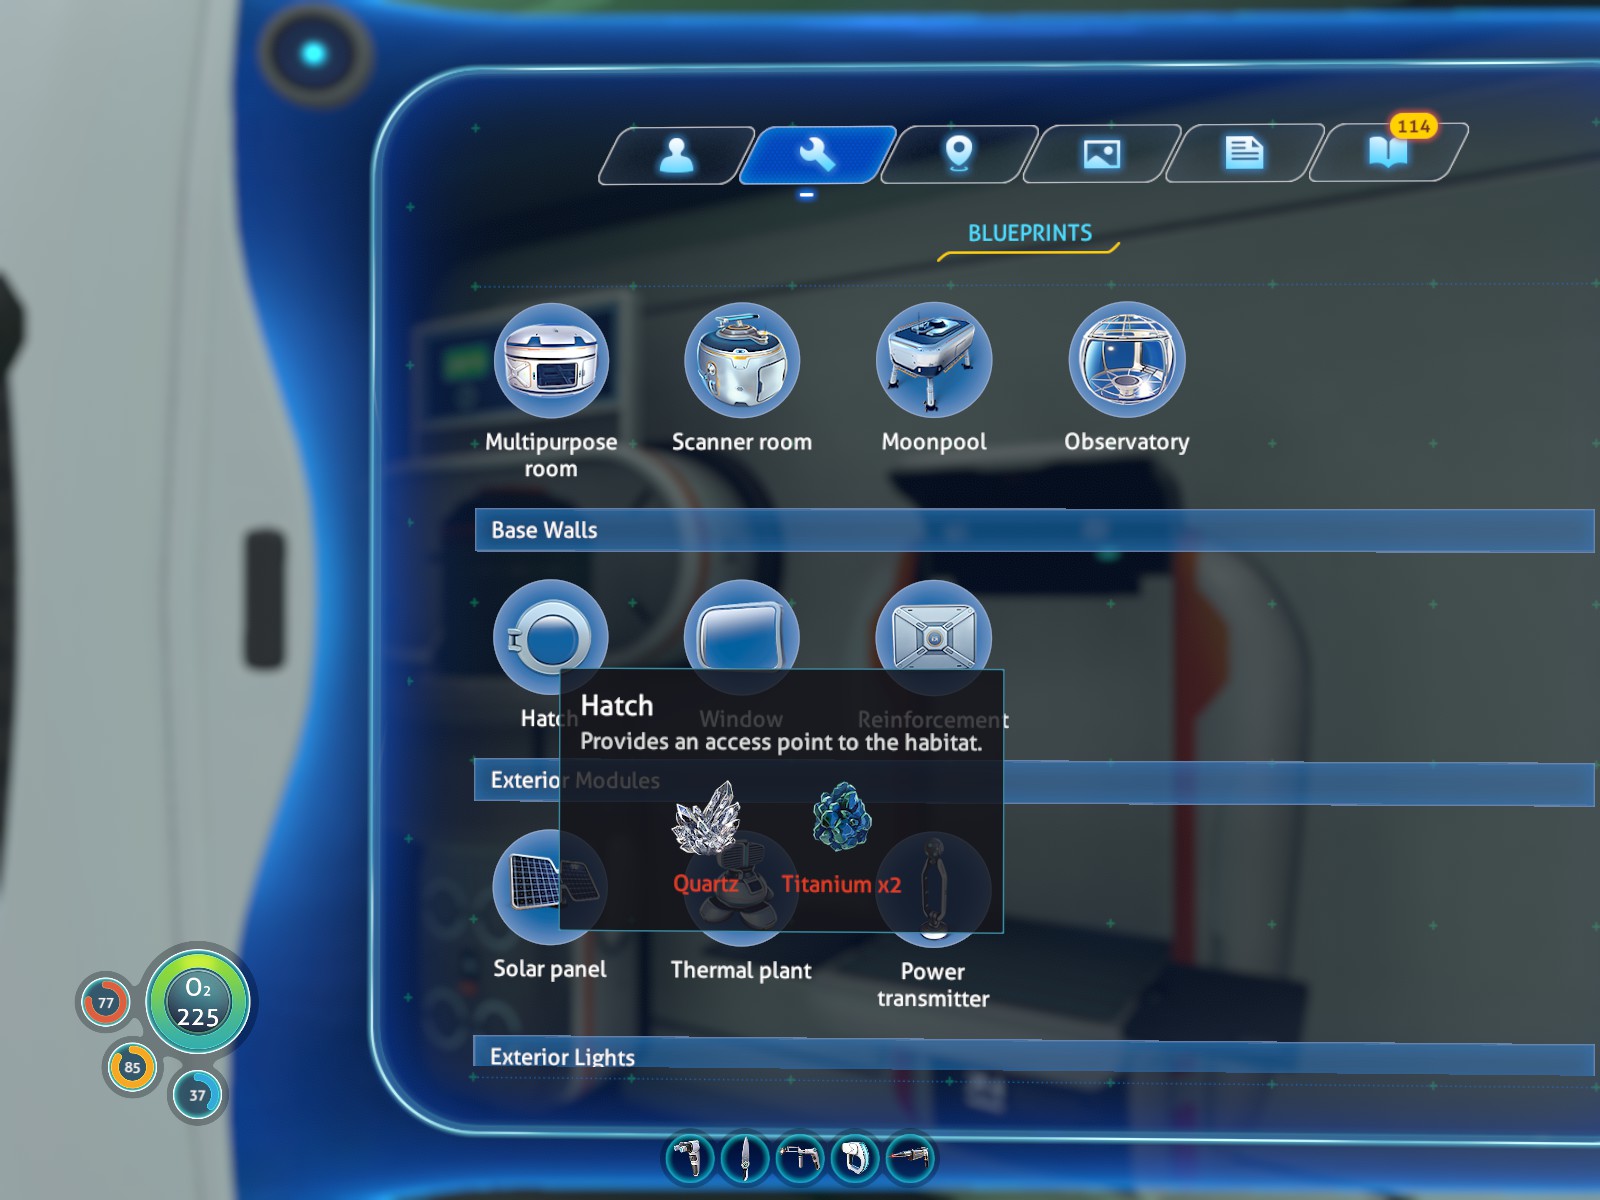 114
BLUEPRINTS
Multipurpose
room
Scanner room
Moonpool
Observatory
Base Walls
Hatch
Window
Reinforcement
Hatch
Provides an access point to the habitat.
Quartz
Titanium x2
Exterior Modules
Solar panel
Thermal plant
Power
transmitter
Exterior Lights
O₂
225
77
85
37